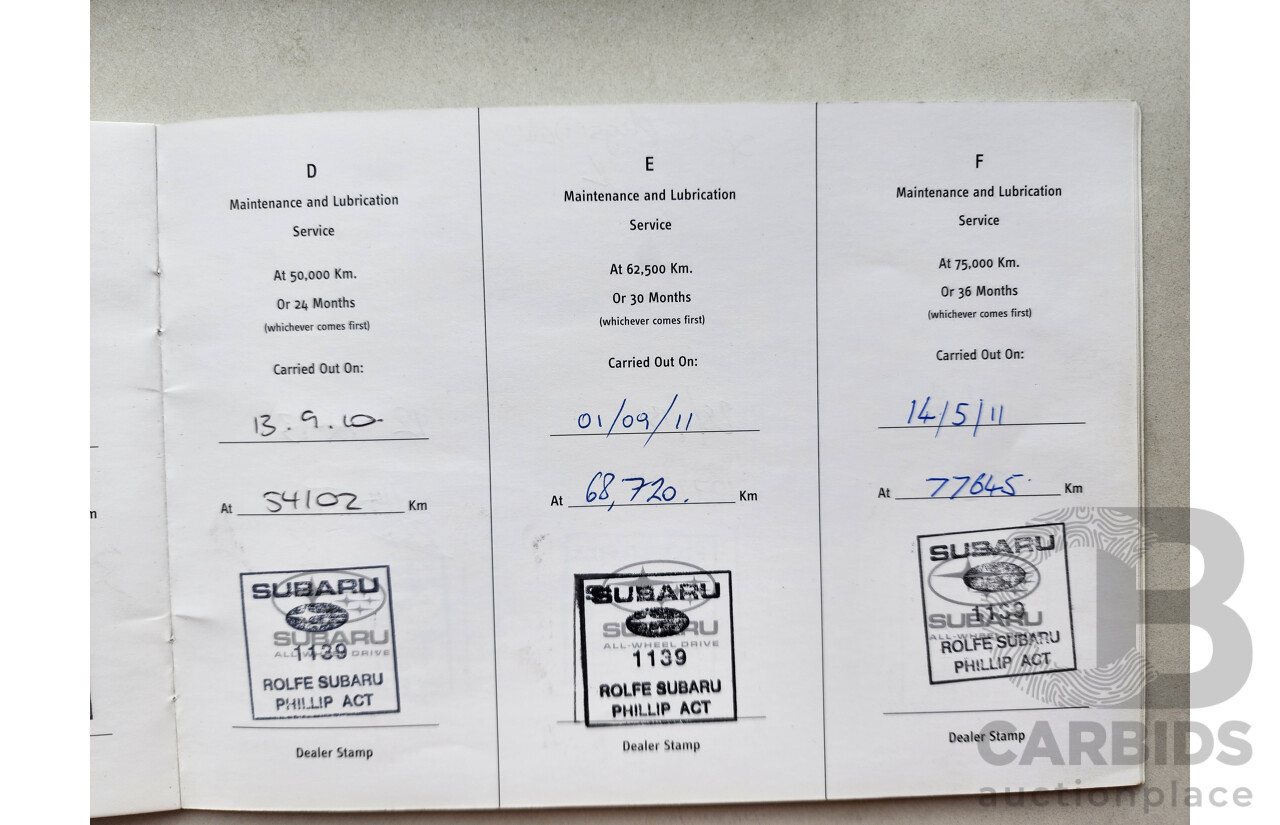 D
Maintenance and Lubrication
Service
At 50,000 Km.
Or 24 Months
(whichever comes first)
Carried Out On:
13.9.10
At 54102 Km
SUBARU
SUBARU
ALL-WHEEL DRIVE
1139
ROLFE SUBARU
PHILLIP ACT
Dealer Stamp
E
Maintenance and Lubrication
Service
At 62,500 Km.
Or 30 Months
(whichever comes first)
Carried Out On:
01/09/11
At 68,720. Km
SUBARU
SUBARU
ALL-WHEEL DRIVE
1139
ROLFE SUBARU
PHILLIP ACT
Dealer Stamp
F
Maintenance and Lubrication
Service
At 75,000 Km.
Or 36 Months
(whichever comes first)
Carried Out On:
14/5/11
At 77645 Km
SUBARU
1139
SUBARU
ALL-WHEEL DRIVE
ROLFE SUBARU
PHILLIP ACT
Dealer Stamp
m
CB
CARBIDS
auctionplace